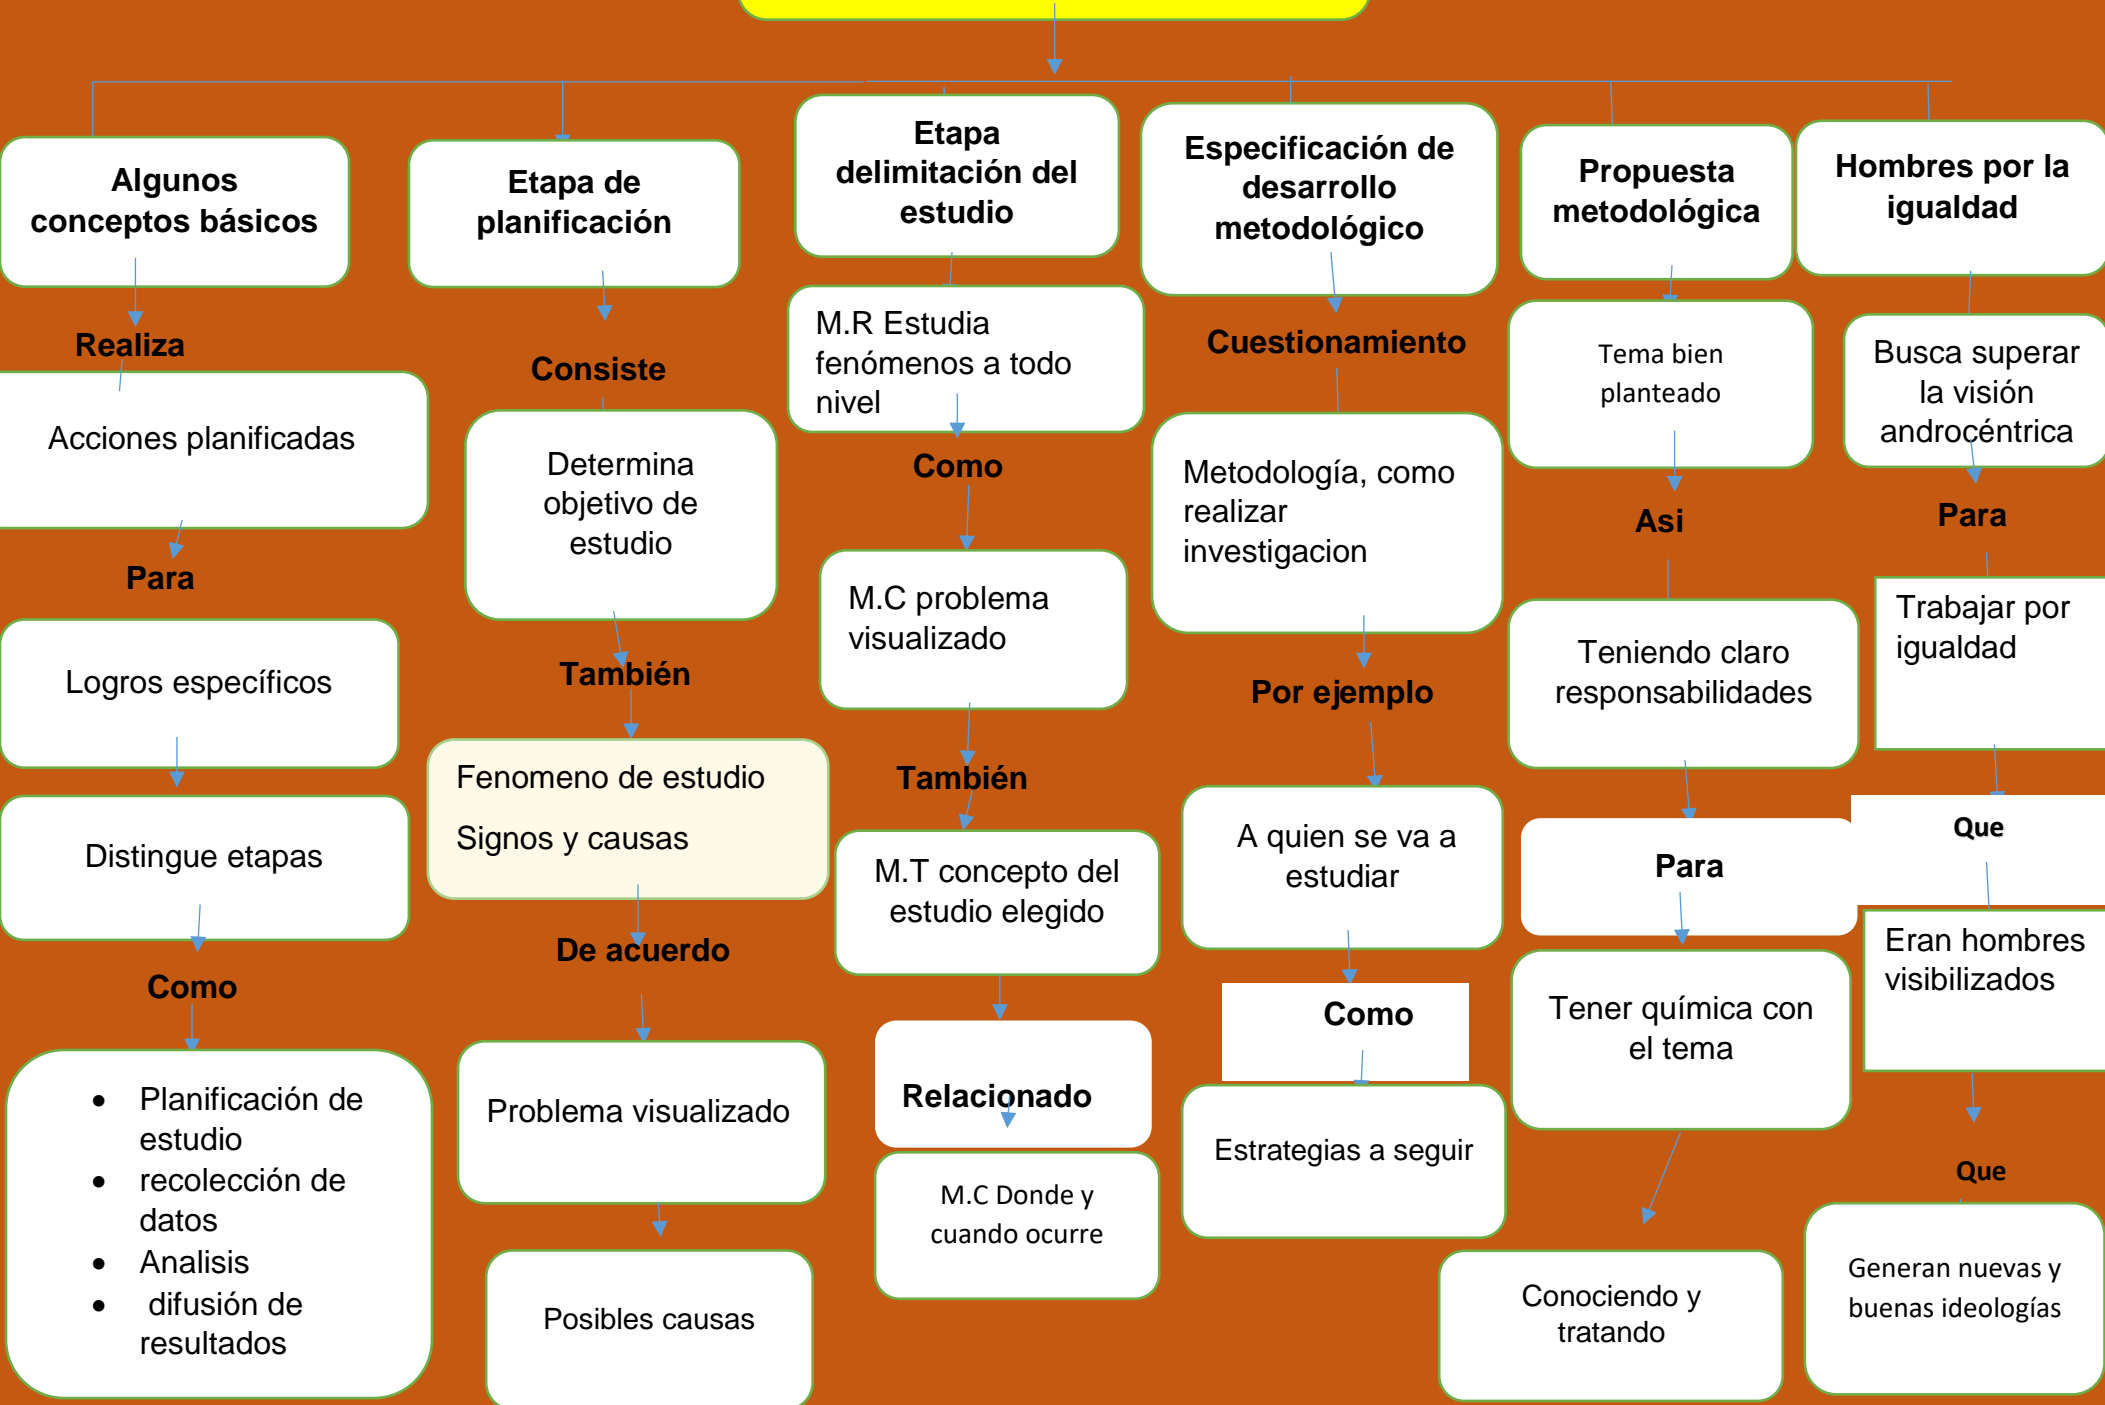 Algunos
conceptos básicos
Realiza
Acciones planificadas
Para
Logros específicos
Distingue etapas
Como
• Planificación de
estudio
• recolección de
datos
• Analisis
• difusión de
resultados
Etapa de
planificación
Consiste
Determina
objetivo de
estudio
También
Fenomeno de estudio
Signos y causas
De acuerdo
Problema visualizado
Posibles causas
Etapa
delimitación del
estudio
M.R Estudia
fenómenos a todo
nivel
Como
M.C problema
visualizado
También
M.T concepto del
estudio elegido
Relacionado
M.C Donde y
cuando ocurre
Especificación de
desarrollo
metodológico
Cuestionamiento
Metodología, como
realizar
investigacion
Por ejemplo
A quien se va a
estudiar
Como
Estrategias a seguir
Propuesta
metodológica
Tema bien
planteado
Asi
Teniendo claro
responsabilidades
Para
Tener química con
el tema
Conociendo y
tratando
Hombres por la
igualdad
Busca superar
la visión
androcéntrica
Para
Trabajar por
igualdad
Que
Eran hombres
visibilizados
Que
Generan nuevas y
buenas ideologías